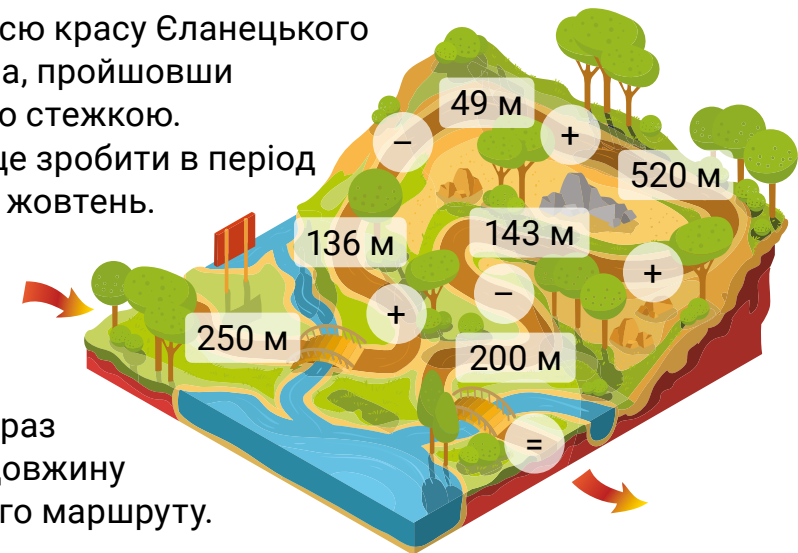 сю красу Єланецького
а, пройшовши
о стежкою.
це зробити в період
жовтень.
49 м
–
+
520 м
136 м
143 м
+
–
+
250 м
200 м
=
раз
довжину
го маршруту.